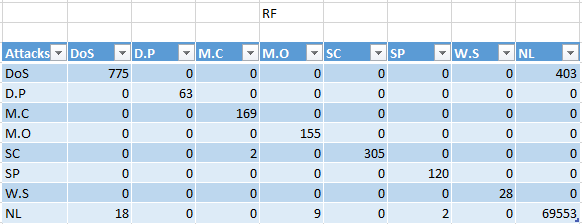 RF
Attacks DoS D.P M.C M.O SC SP W.S NL
DoS 775 0 0 0 0 0 0 403
D.P 0 63 0 0 0 0 0 0
M.C 0 0 169 0 0 0 0 0
M.O 0 0 0 155 0 0 0 0
SC 0 0 2 0 305 0 0 0
SP 0 0 0 0 0 120 0 0
W.S 0 0 0 0 0 0 28 0
NL 18 0 0 9 0 2 0 69553